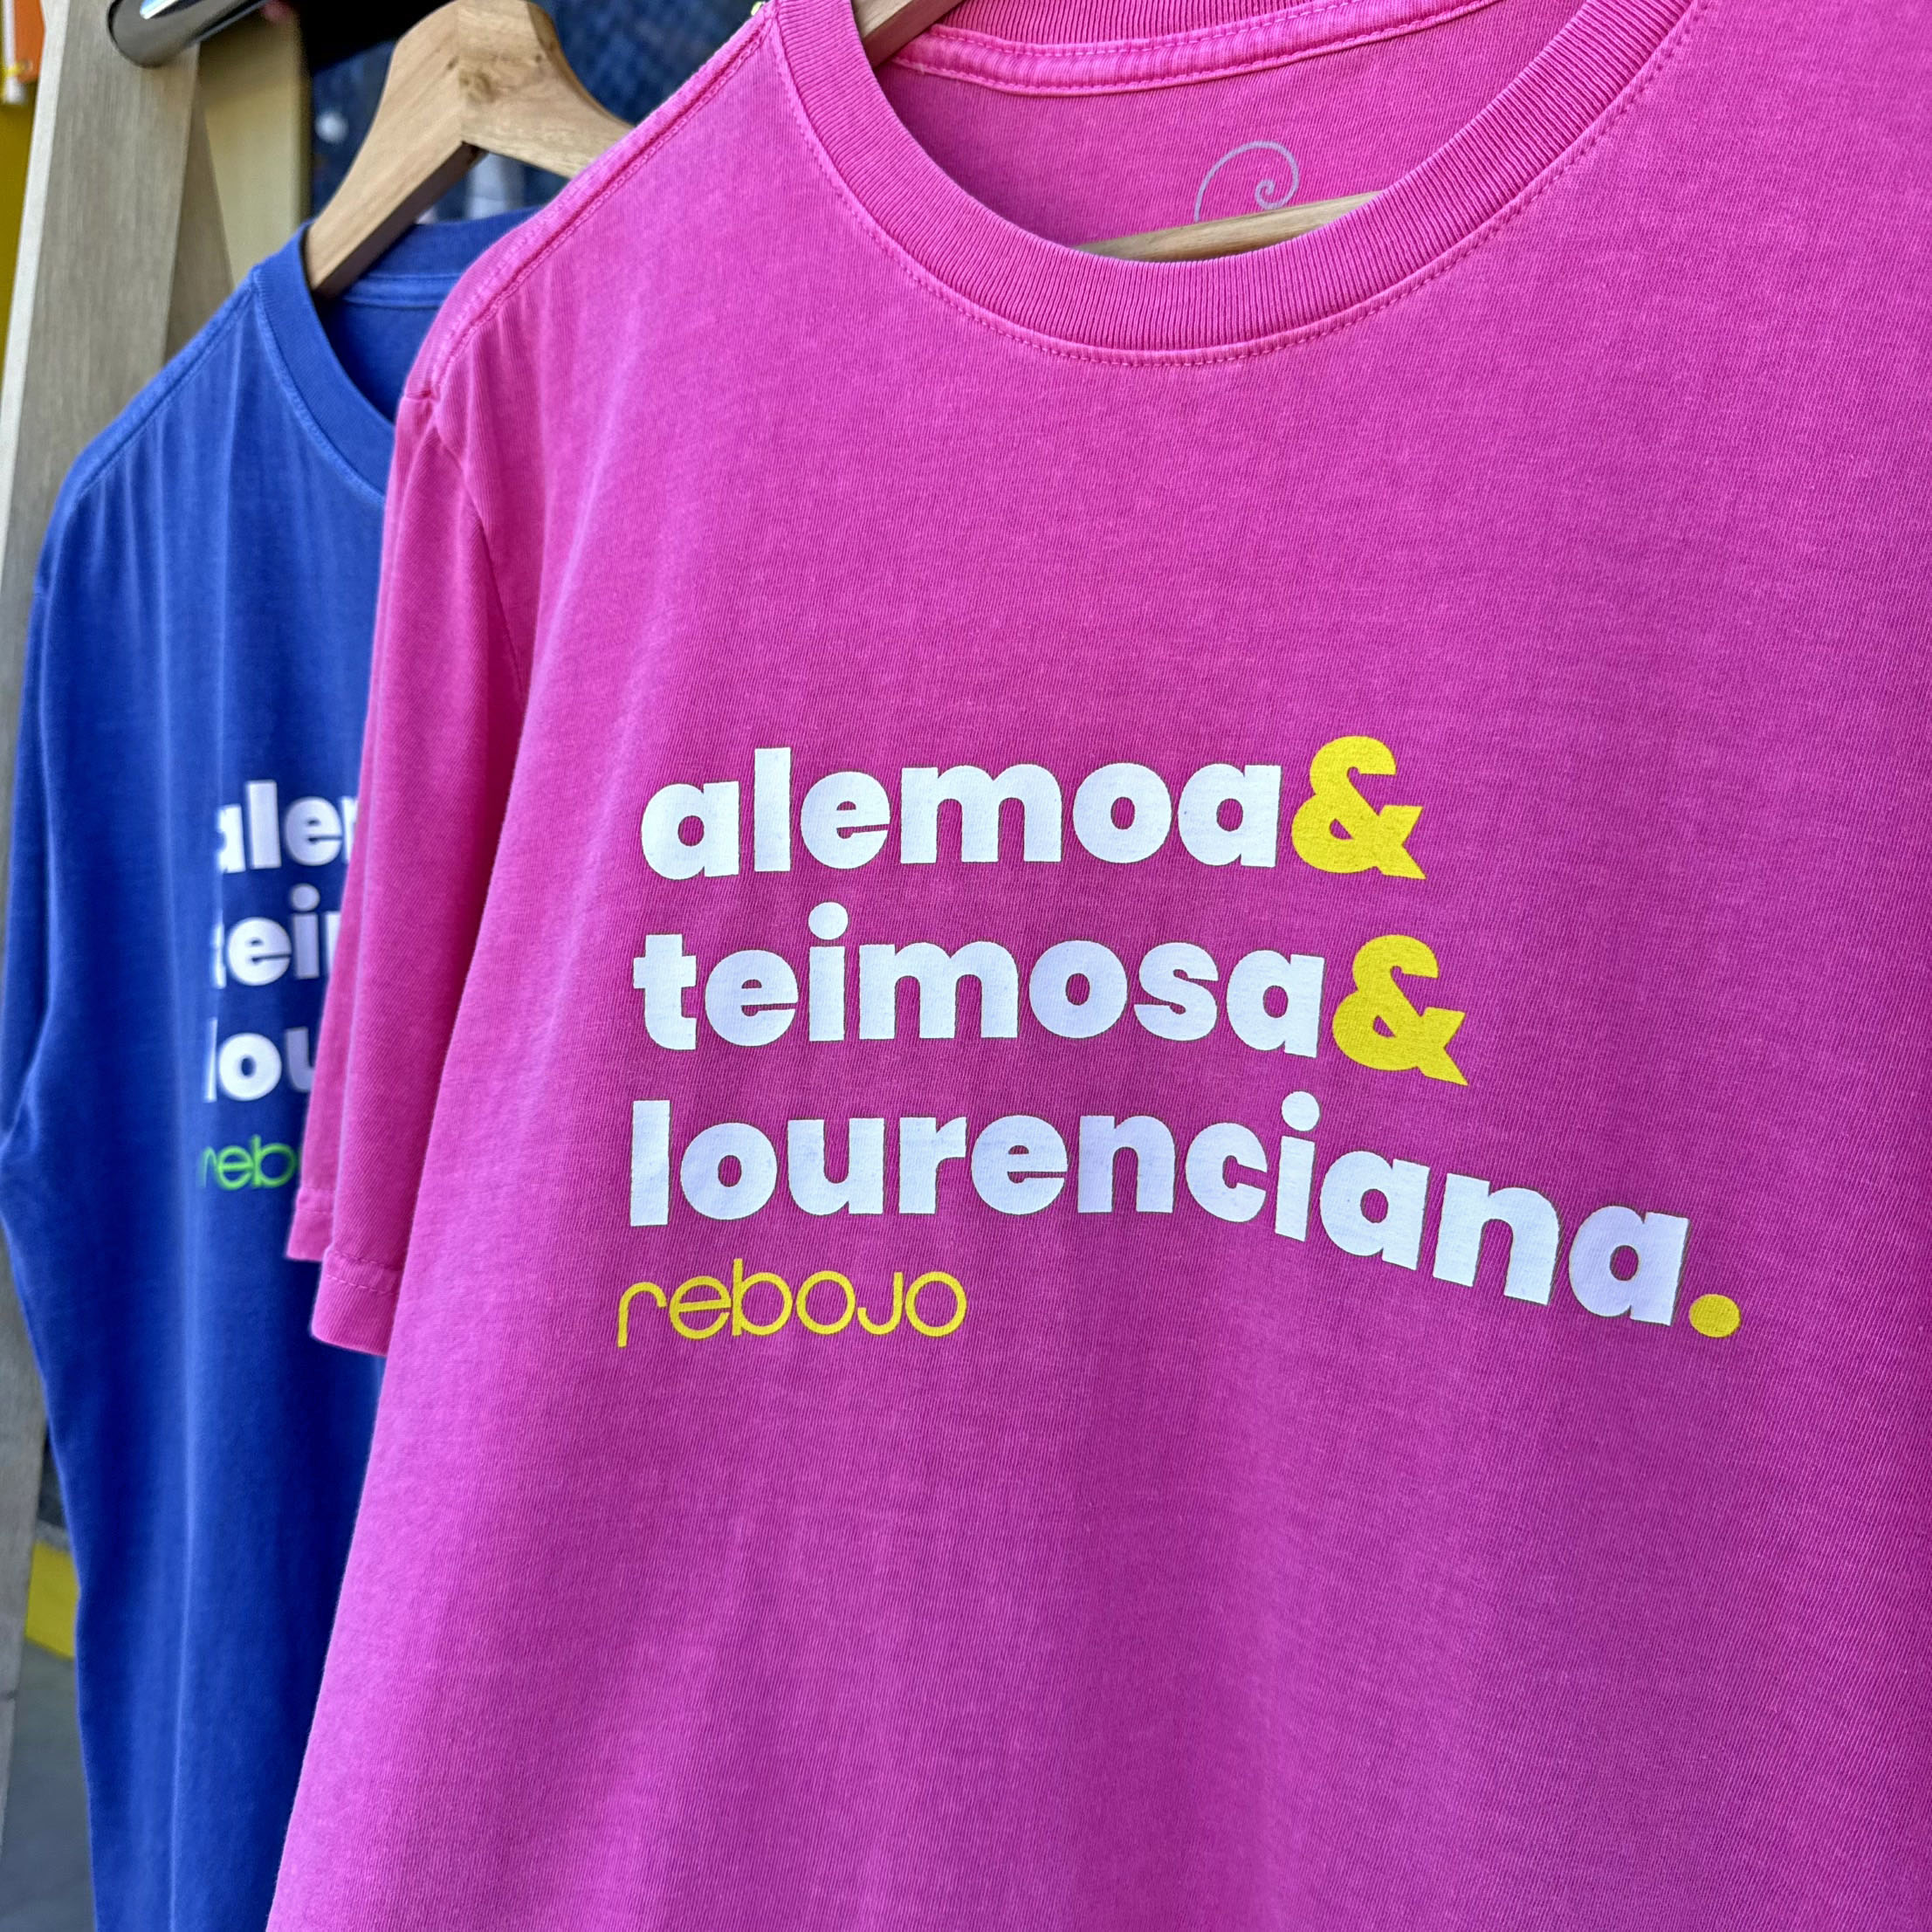 alemoa&
teimosa&
lourenciana.
rebojo